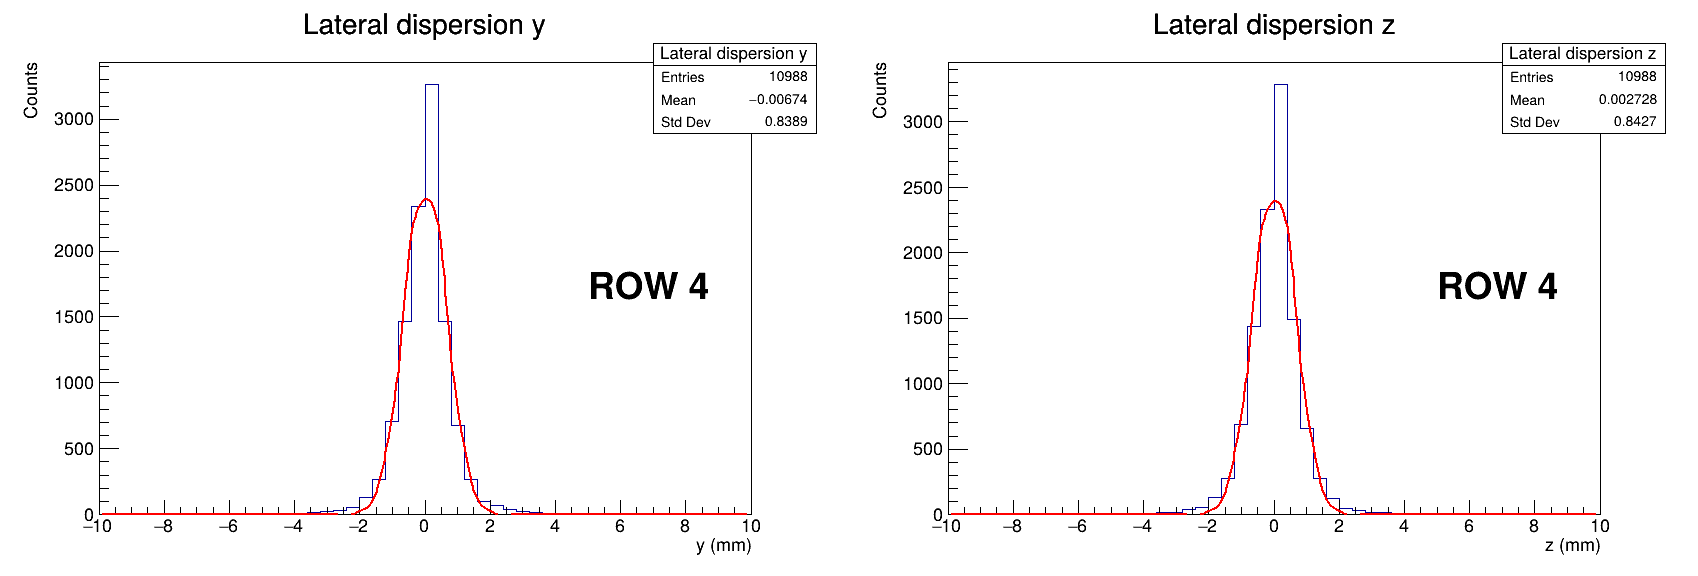 Lateral dispersion y
Counts
Lateral dispersion y
Entries 10988
Mean −0.00674
Std Dev 0.8389
3000
2500
2000
1500
1000
500
0
ROW 4
−10 −8 −6 −4 −2 0 2 4 6 8 10
y (mm)
Lateral dispersion z
Counts
Lateral dispersion z
Entries 10988
Mean 0.002728
Std Dev 0.8427
3000
2500
2000
1500
1000
500
0
ROW 4
−10 −8 −6 −4 −2 0 2 4 6 8 10
z (mm)